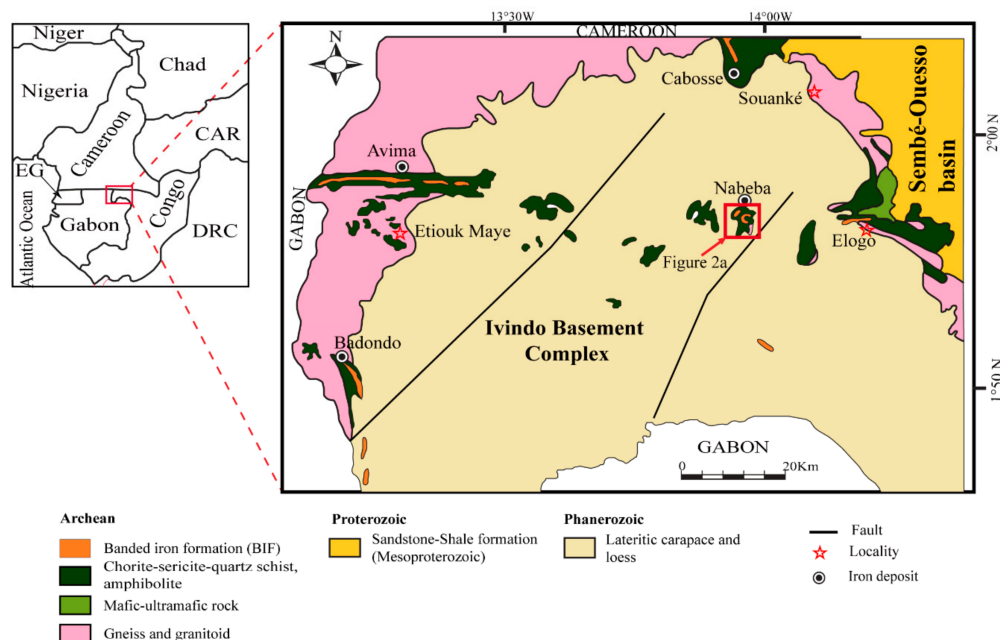 Niger
Chad
Nigeria
Cameroon
CAR
EG
Atlantic Ocean
Gabon
Congo
DRC
13°30W
14°00W
CAMEROON
N
Cabosse
Souanké
Sembé-Ouesso
basin
2°00 N
Avima
GABON
Nabeba
Etiouk Maye
Elogo
Figure 2a
Ivindo Basement
Complex
Badondo
1°50 N
GABON
0 20Km
Archean
Banded iron formation (BIF)
Chorite-sericite-quartz schist,
amphibolite
Mafic-ultramafic rock
Gneiss and granitoid
Proterozoic
Sandstone-Shale formation
(Mesoproterozoic)
Phanerozoic
Lateritic carapace and
loess
Fault
Locality
Iron deposit